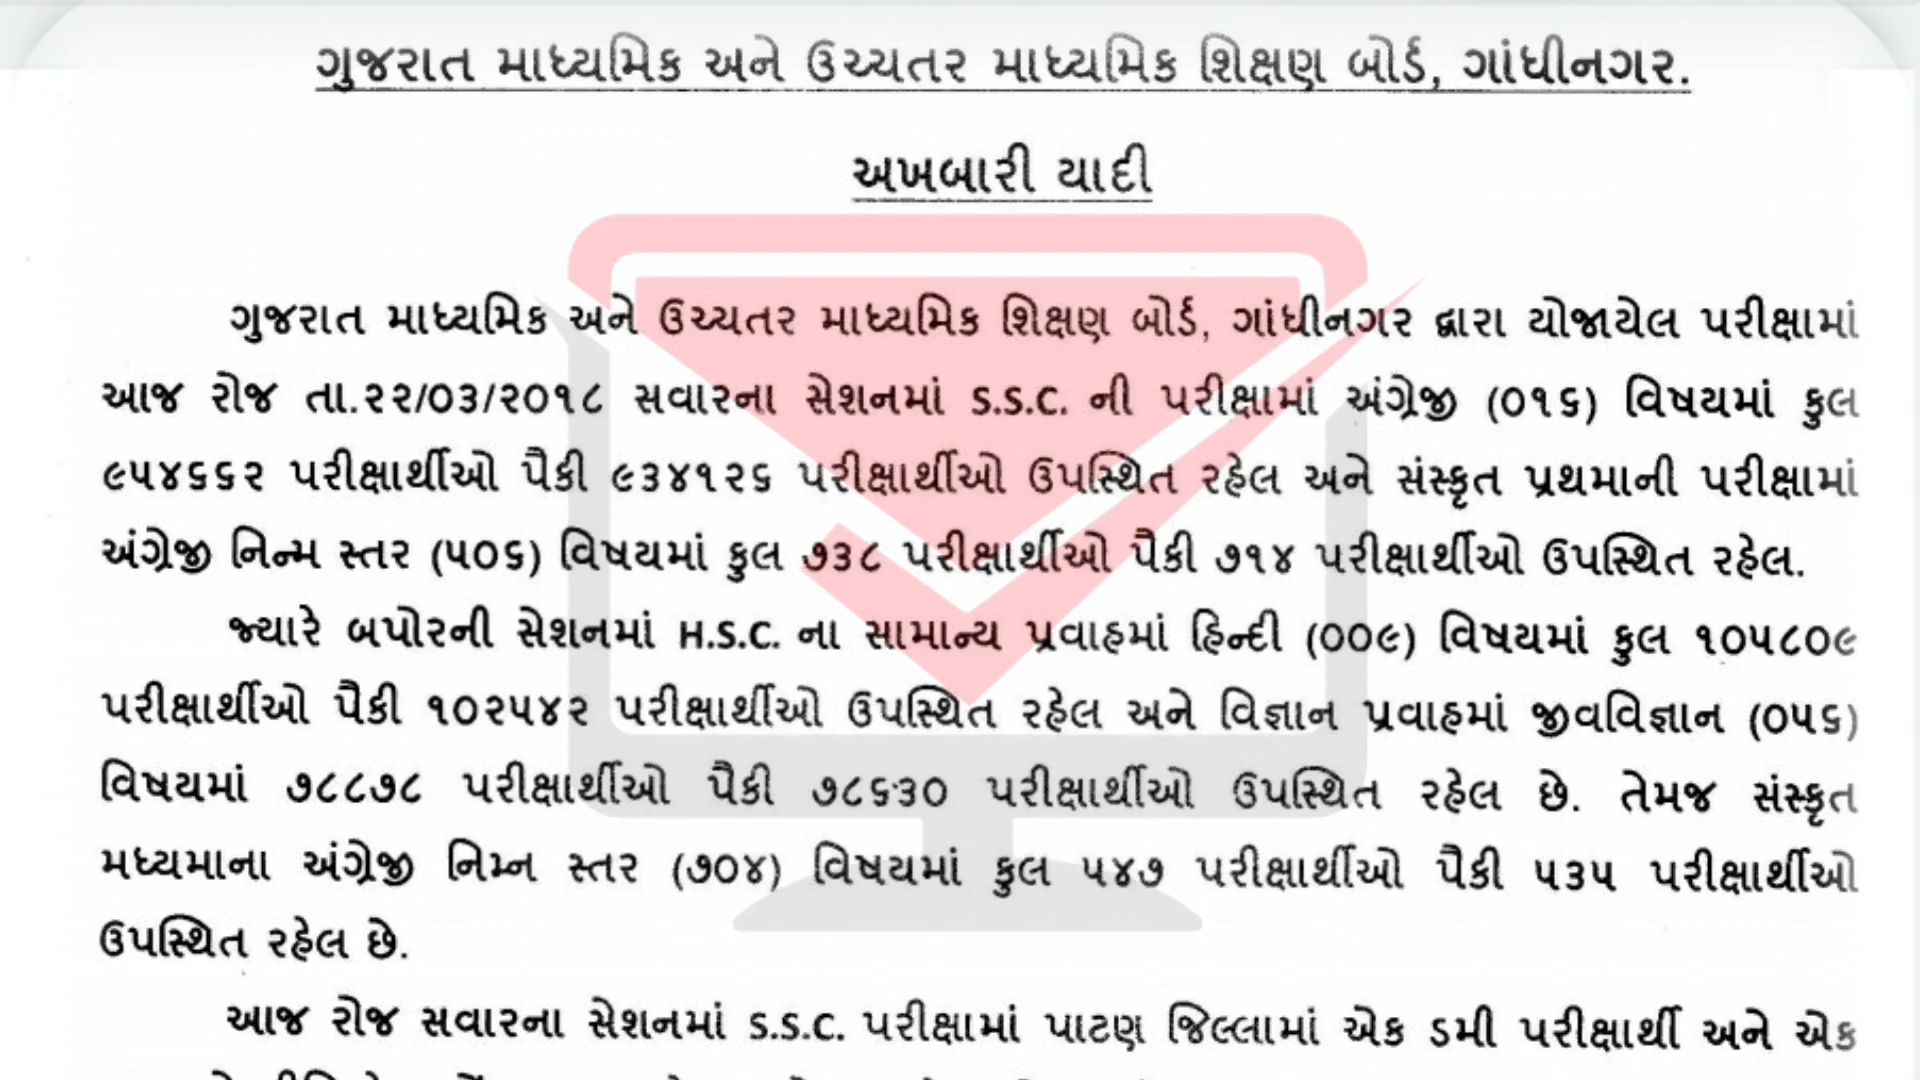 ગુજરાત માધ્યમિક અને ઉચ્ચતર માધ્યમિક શિક્ષણ બોર્ડ, ગાંધીનગર.
અખબારી યાદી
ગુજરાત માધ્યમિક અને ઉચ્ચતર માધ્યમિક શિક્ષણ બોર્ડ, ગાંધીનગર દ્વારા યોજાયેલ પરીક્ષામાં
આજ રોજ તા.૨૨/૦૩/૨૦૧૮ સવારના સેશનમાં S.S.C. ની પરીક્ષામાં અંગ્રેજી (૦૧૬) વિષયમાં કુલ
૯૫૪૬૬૨ પરીક્ષાર્થીઓ પૈકી ૯૩૪૧૨૬ પરીક્ષાર્થીઓ ઉપસ્થિત રહેલ અને સંસ્કૃત પ્રથમાની પરીક્ષામાં
અંગ્રેજી નિન્મ સ્તર (૫૦૬) વિષયમાં કુલ ૭૩૮ પરીક્ષાર્થીઓ પૈકી ૭૧૪ પરીક્ષાર્થીઓ ઉપસ્થિત રહેલ.
જ્યારે બપોરની સેશનમાં H.S.C. ના સામાન્ય પ્રવાહમાં હિન્દી (૦૦૯) વિષયમાં કુલ ૧૦૫૮૦૯
પરીક્ષાર્થીઓ પૈકી ૧૦૨૫૪૨ પરીક્ષાર્થીઓ ઉપસ્થિત રહેલ અને વિજ્ઞાન પ્રવાહમાં જીવવિજ્ઞાન (૦૫૬)
વિષયમાં ૭૮૮૭૮ પરીક્ષાર્થીઓ પૈકી ૭૮૬૩૦ પરીક્ષાર્થીઓ ઉપસ્થિત રહેલ છે. તેમજ સંસ્કૃત
મધ્યમાના અંગ્રેજી નિમ્ન સ્તર (૭૦૪) વિષયમાં કુલ ૫૪૭ પરીક્ષાર્થીઓ પૈકી ૫૩૫ પરીક્ષાર્થીઓ
ઉપસ્થિત રહેલ છે.
આજ રોજ સવારના સેશનમાં S.S.C. પરીક્ષામાં પાટણ જિલ્લામાં એક ડમી પરીક્ષાર્થી અને એક